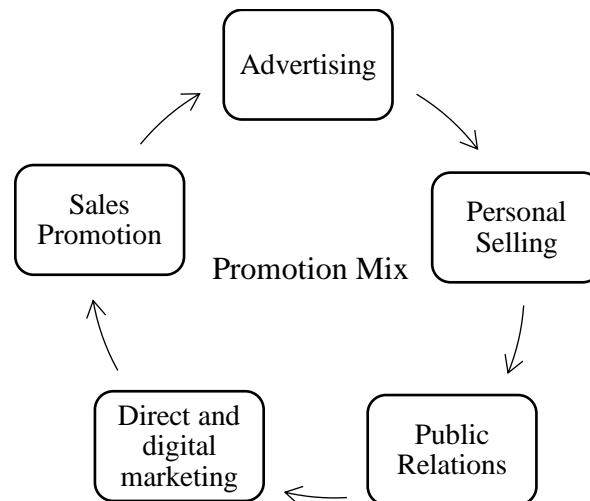 Advertising
Personal
Selling
Public
Relations
Direct and
digital
marketing
Sales
Promotion
Promotion Mix